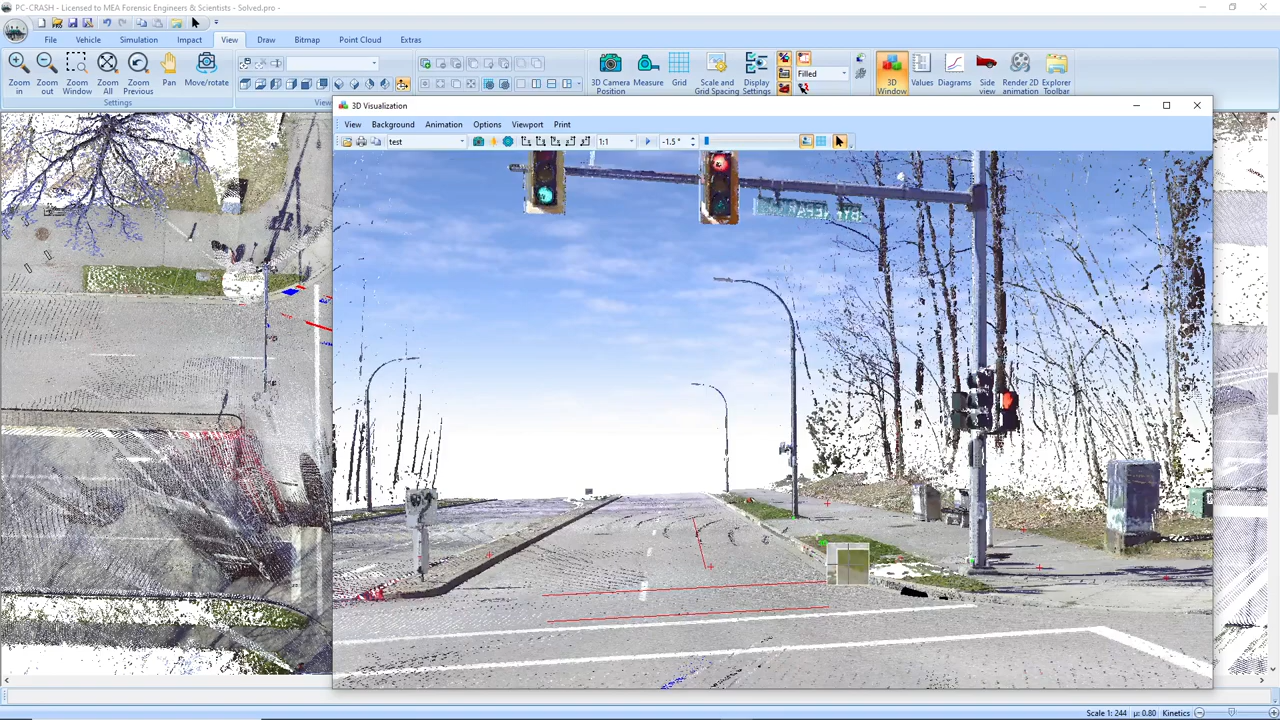 PC-CRASH - Licensed to MEA Forensic Engineers & Scientists - Solved.pro -
File Vehicle Simulation Impact View Draw Bitmap Point Cloud Extras
Zoom in
Zoom out
Zoom Window
Zoom All
Zoom Previous
Pan
Move/rotate
3D Camera Position
Measure
Grid
Scale and Grid Spacing
Display Settings
Filled
3D Window
Values
Diagrams
Side view
Render 2D animation
Explorer Toolbar
Settings
View
3D Visualization
View Background Animation Options Viewport Print
test
1:1
-1.5 °
Scale 1: 244 µ: 0.80 Kinetics